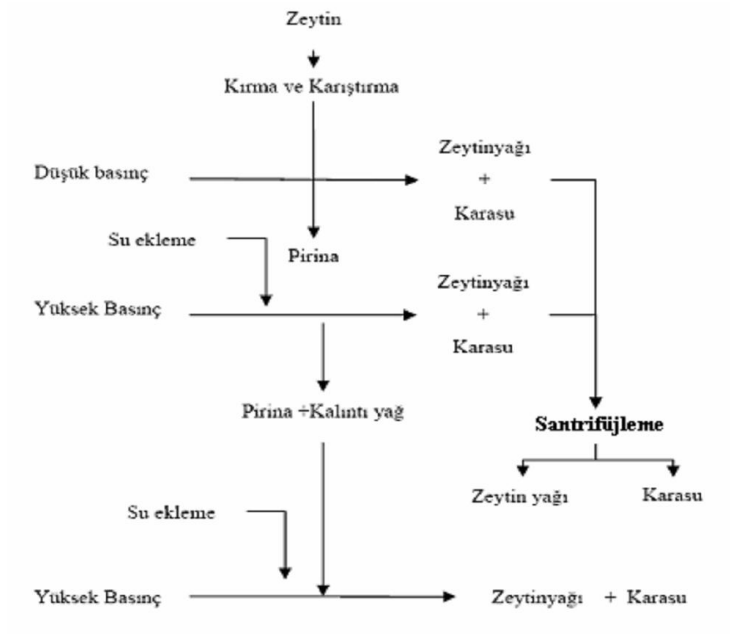 Zeytin
Kırma ve Karıştırma
Düşük basınç
Zeytinyağı
+
Karasu
Su ekleme
Pirina
Yüksek Basınç
Zeytinyağı
+
Karasu
Pirina +Kalıntı yağ
Santrifüjleme
Zeytin yağı Karasu
Su ekleme
Yüksek Basınç
Zeytinyağı + Karasu